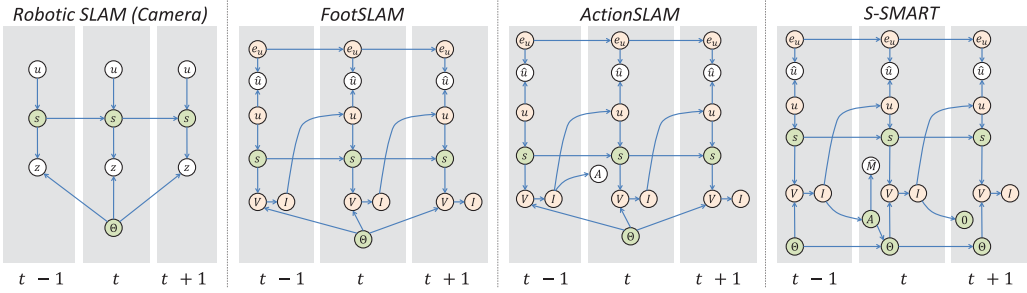 Robotic SLAM (Camera)
u u u
s s s
z z z
Θ
t − 1 t t + 1
FootSLAM
e_u e_u e_u
û û û
u u u
s s s
V I V I V I
Θ
t − 1 t t + 1
ActionSLAM
e_u e_u e_u
û û û
u u u
s s s
A
V I V I V I
Θ
t − 1 t t + 1
S-SMART
e_u e_u e_u
û û û
u u u
s s s
M̂
V I V I V I
A 0
Θ Θ Θ
t − 1 t t + 1